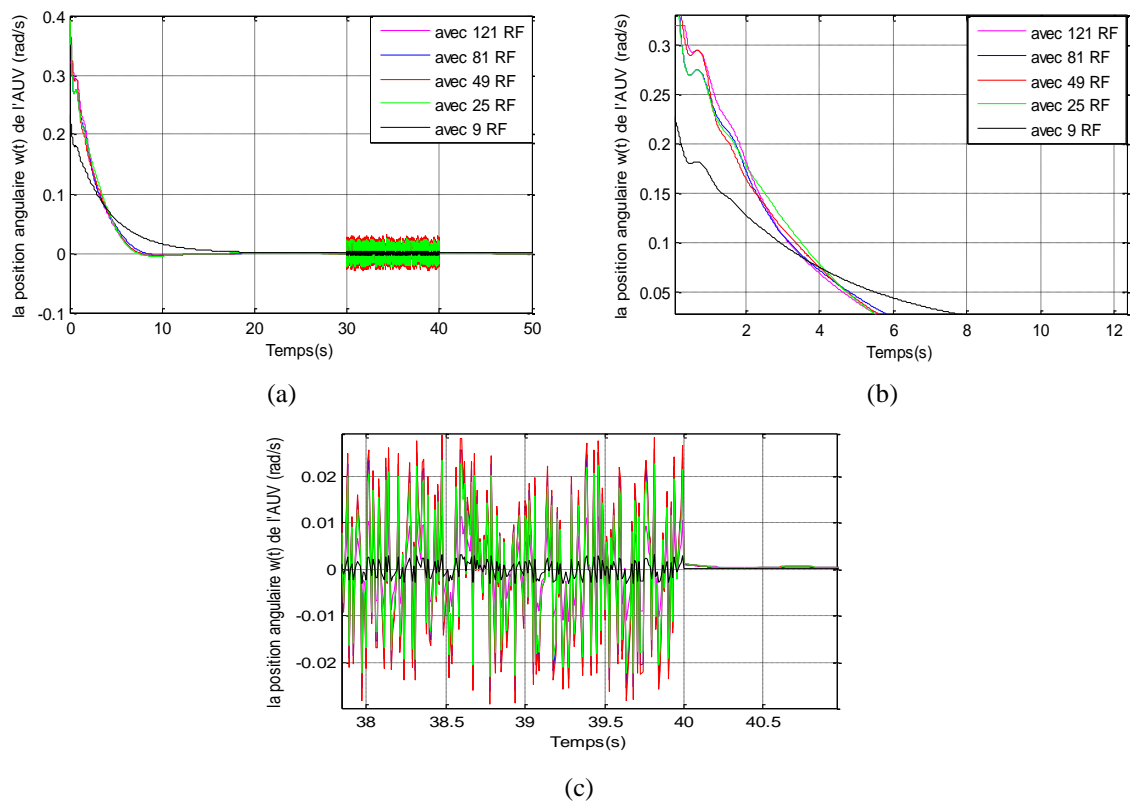 la position angulaire w(t) de l'AUV (rad/s)
0.4
0.3
0.2
0.1
0
-0.1
0
10
20
30
40
50
Temps(s)
avec 121 RF
avec 81 RF
avec 49 RF
avec 25 RF
avec 9 RF
(a)
la position angulaire w(t) de l'AUV (rad/s)
0.3
0.25
0.2
0.15
0.1
0.05
2
4
6
8
10
12
Temps(s)
avec 121 RF
avec 81 RF
avec 49 RF
avec 25 RF
avec 9 RF
(b)
la position angulaire w(t) de l'AUV (rad/s)
0.02
0.01
0
-0.01
-0.02
38
38.5
39
39.5
40
40.5
Temps(s)
(c)